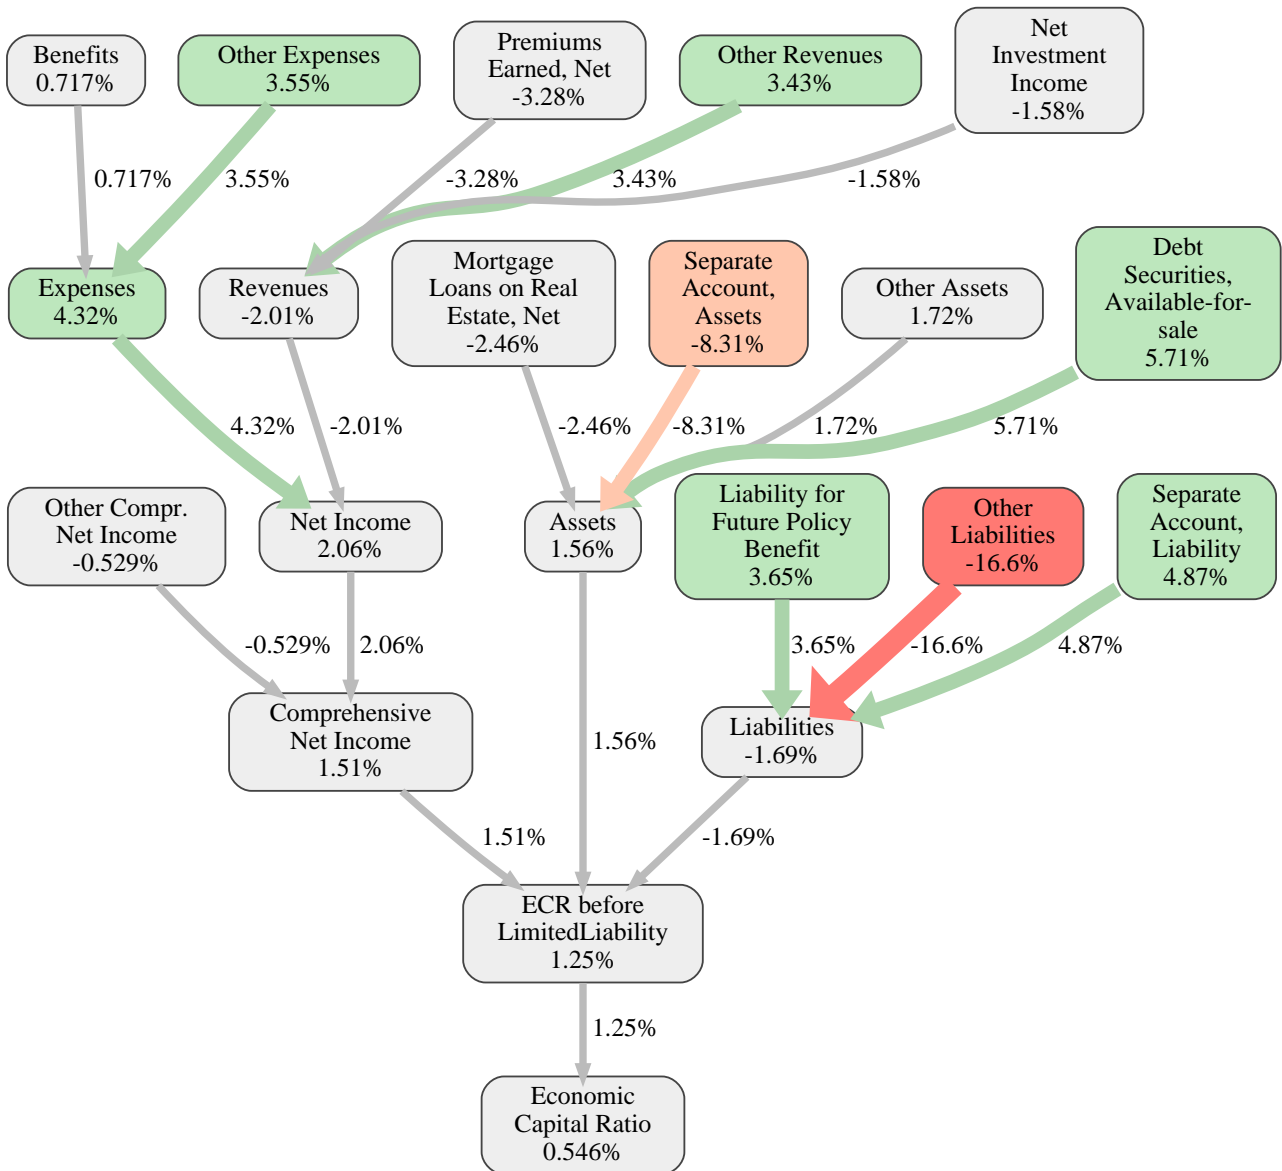 Benefits
0.717%
Other Expenses
3.55%
Premiums
Earned, Net
-3.28%
Other Revenues
3.43%
Net
Investment
Income
-1.58%
0.717%
3.55%
-3.28%
3.43%
-1.58%
Expenses
4.32%
Revenues
-2.01%
Mortgage
Loans on Real
Estate, Net
-2.46%
Separate
Account,
Assets
-8.31%
Other Assets
1.72%
Debt
Securities,
Available-for-
sale
5.71%
4.32%
-2.01%
-2.46%
-8.31%
1.72%
5.71%
Other Compr.
Net Income
-0.529%
Net Income
2.06%
Assets
1.56%
Liability for
Future Policy
Benefit
3.65%
Other
Liabilities
-16.6%
Separate
Account,
Liability
4.87%
-0.529%
2.06%
3.65%
-16.6%
4.87%
Comprehensive
Net Income
1.51%
1.56%
Liabilities
-1.69%
1.51%
-1.69%
ECR before
LimitedLiability
1.25%
1.25%
Economic
Capital Ratio
0.546%